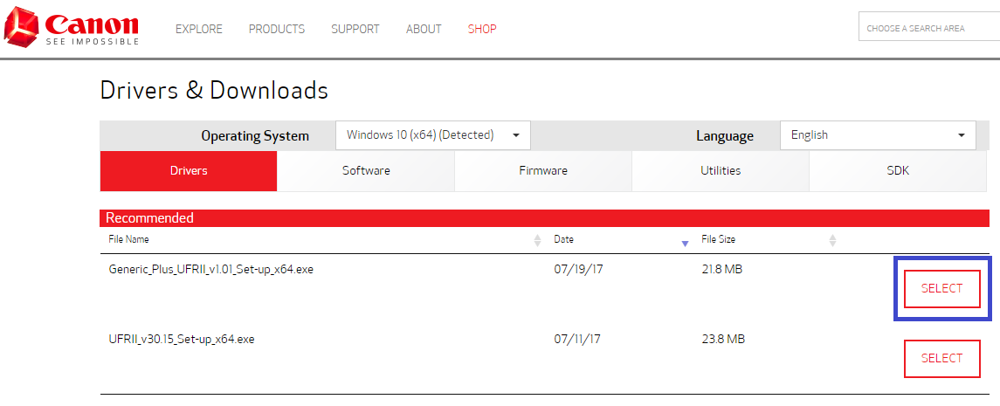 Canon
SEE IMPOSSIBLE
EXPLORE PRODUCTS SUPPORT ABOUT SHOP
CHOOSE A SEARCH AREA
Drivers & Downloads
Operating System Windows 10 (x64) (Detected) Language English
Drivers Software Firmware Utilities SDK
Recommended
File Name Date File Size
Generic_Plus_UFRII_v1.01_Set-up_x64.exe 07/19/17 21.8 MB
SELECT
UFRII_v30.15_Set-up_x64.exe 07/11/17 23.8 MB
SELECT